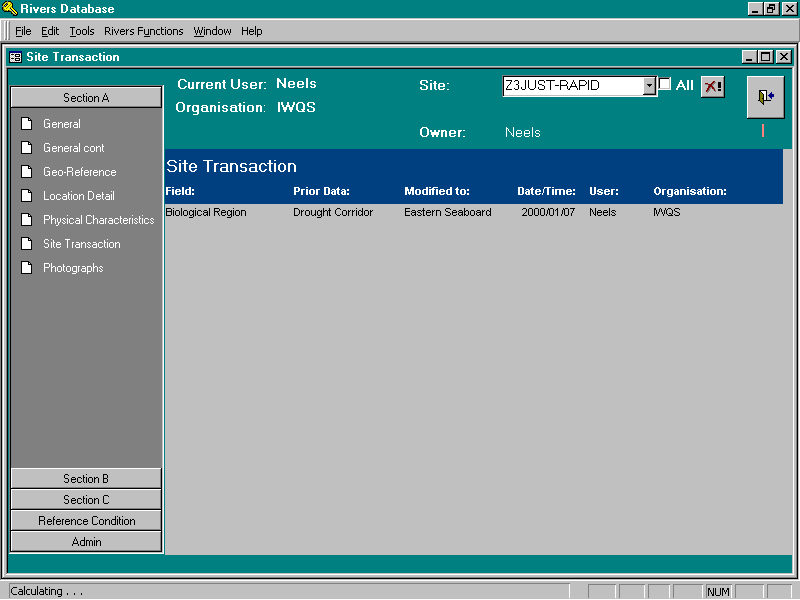 Rivers Database
File Edit Tools Rivers Functions Window Help
Site Transaction
Current User: Neels
Site: Z3JUST-RAPID All
Organisation: IWQS
Owner: Neels
Section A
General
General cont
Geo-Reference
Location Detail
Physical Characteristics
Site Transaction
Photographs
Section B
Section C
Reference Condition
Admin
Site Transaction
Field: Prior Data: Modified to: Date/Time: User: Organisation:
Biological Region Drought Corridor Eastern Seaboard 2000/01/07 Neels IWQS
Calculating . . . NUM